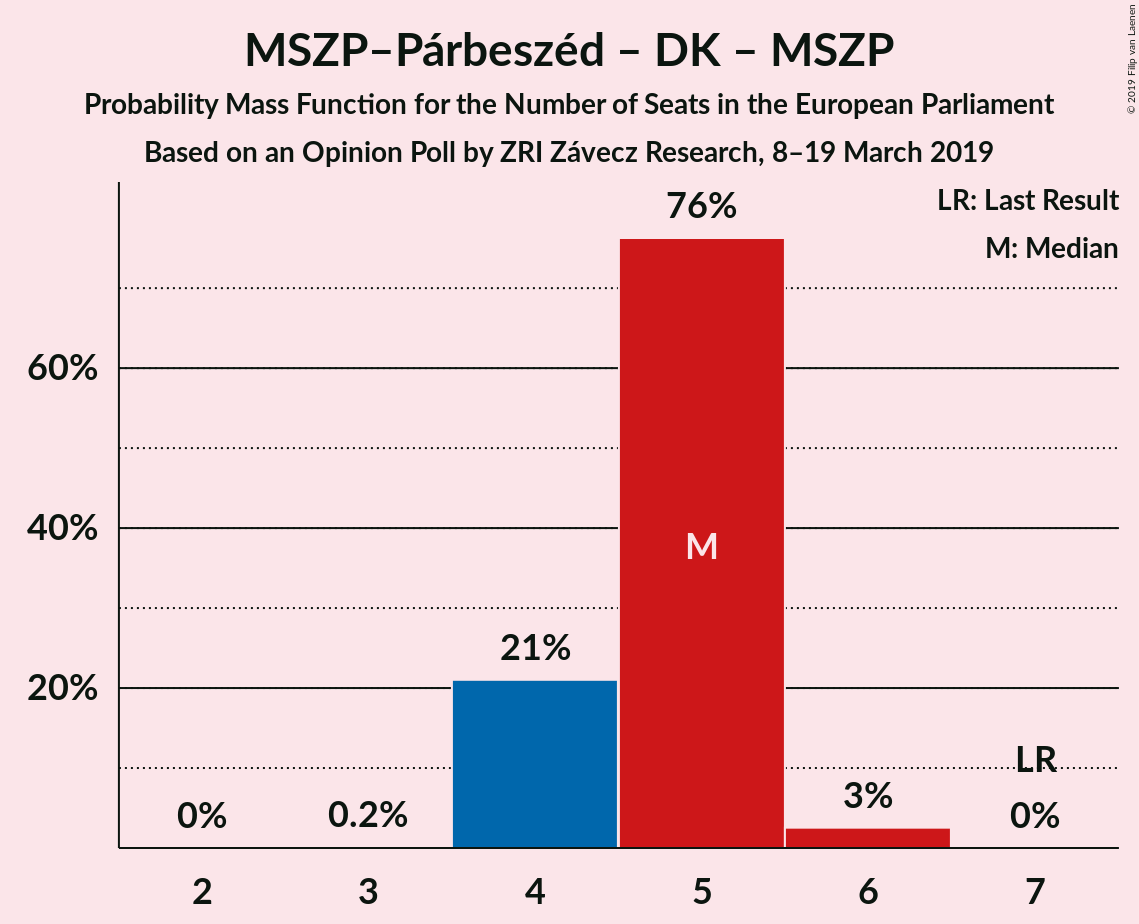 MSZP–Párbeszéd – DK – MSZP
Probability Mass Function for the Number of Seats in the European Parliament
Based on an Opinion Poll by ZRI Závecz Research, 8–19 March 2019
© 2019 Filip van Laenen
LR: Last Result
M: Median
76%
60%
40%
M
21%
20%
LR
0%
0.2%
3%
0%
2
3
4
5
6
7